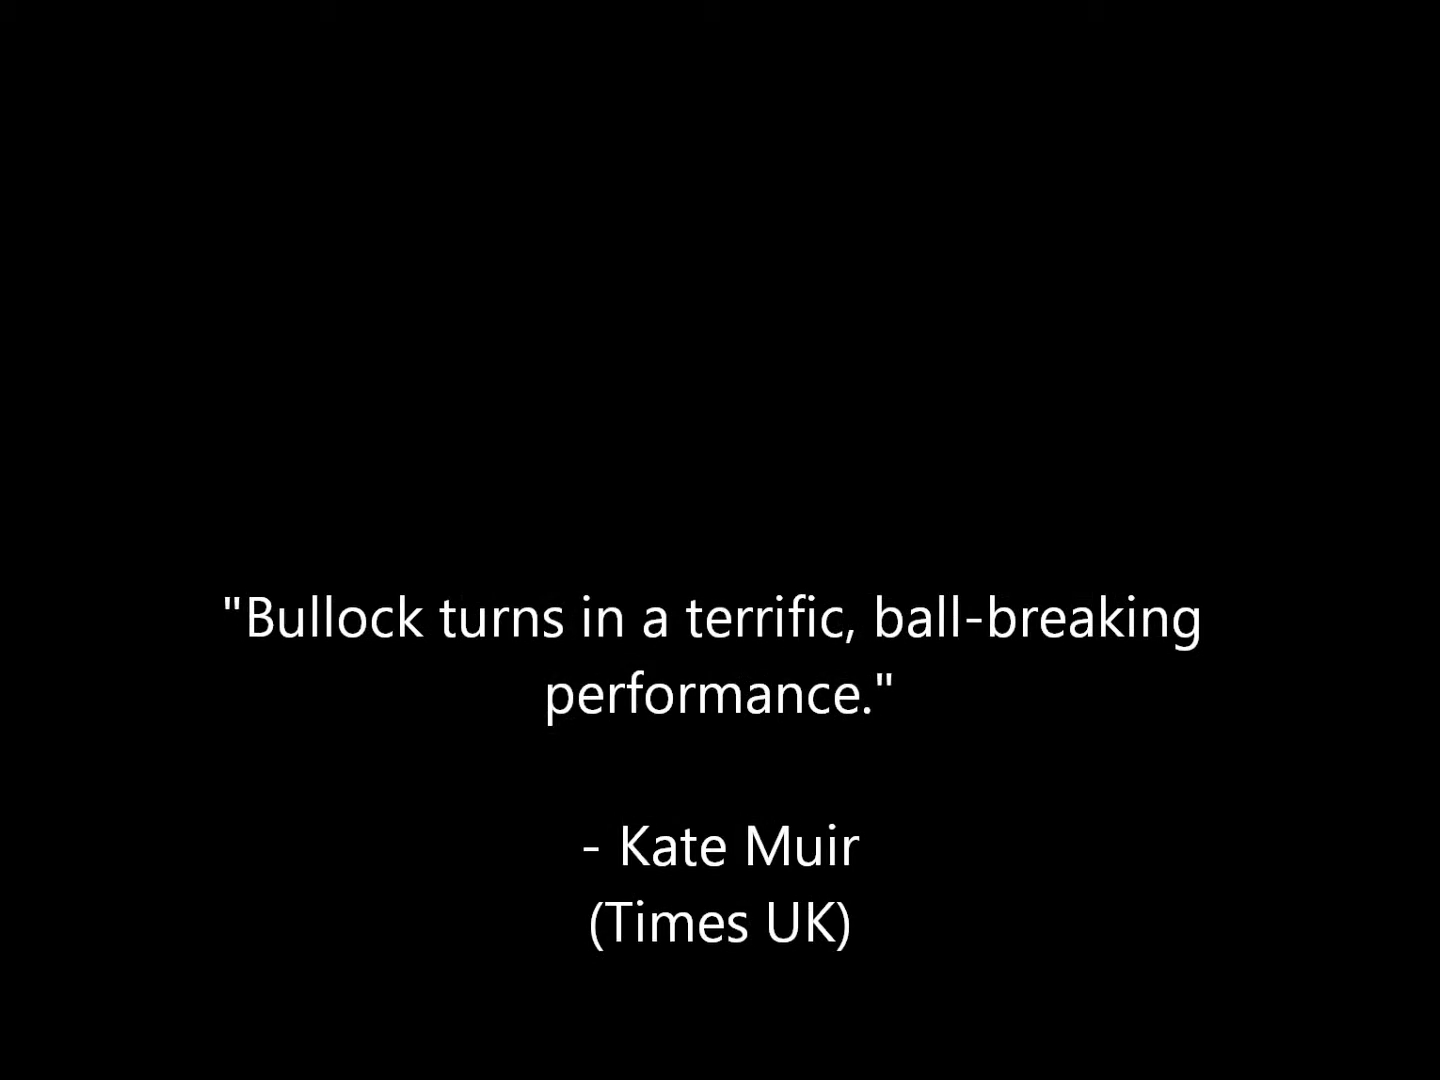 "Bullock turns in a terrific, ball-breaking
performance."
- Kate Muir
(Times UK)